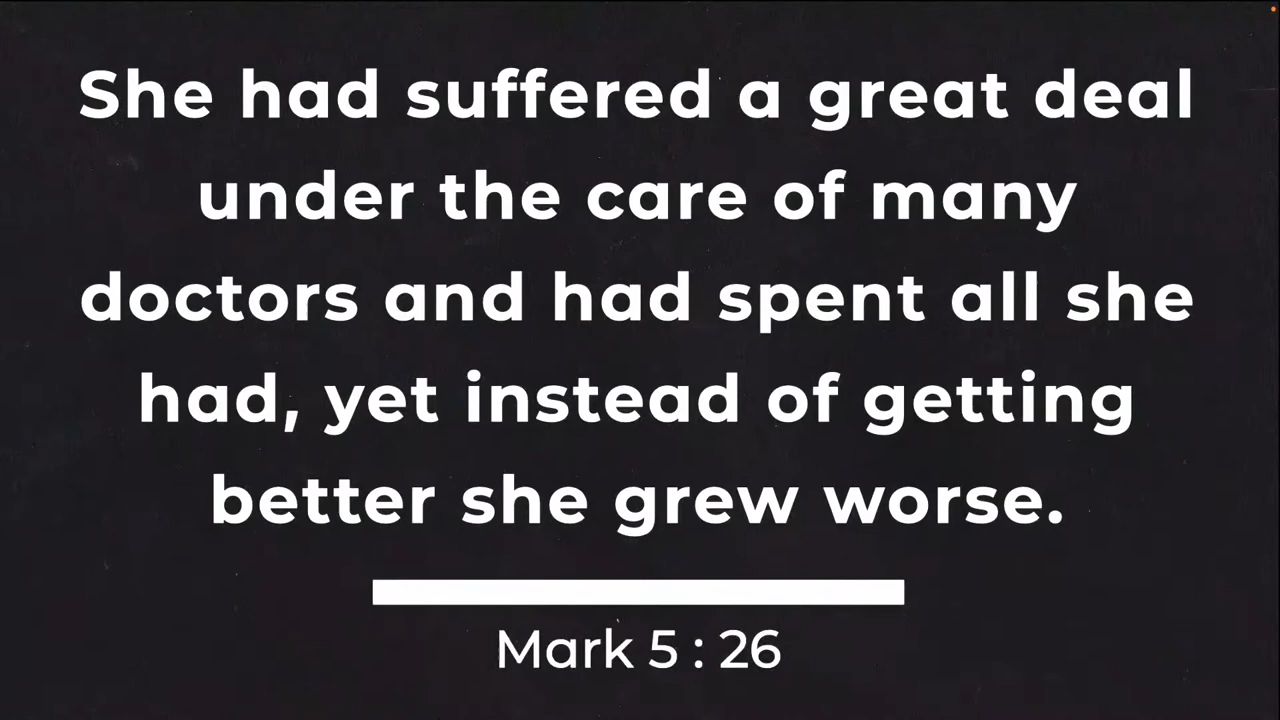 She had suffered a great deal
under the care of many
doctors and had spent all she
had, yet instead of getting
better she grew worse.
Mark 5 : 26